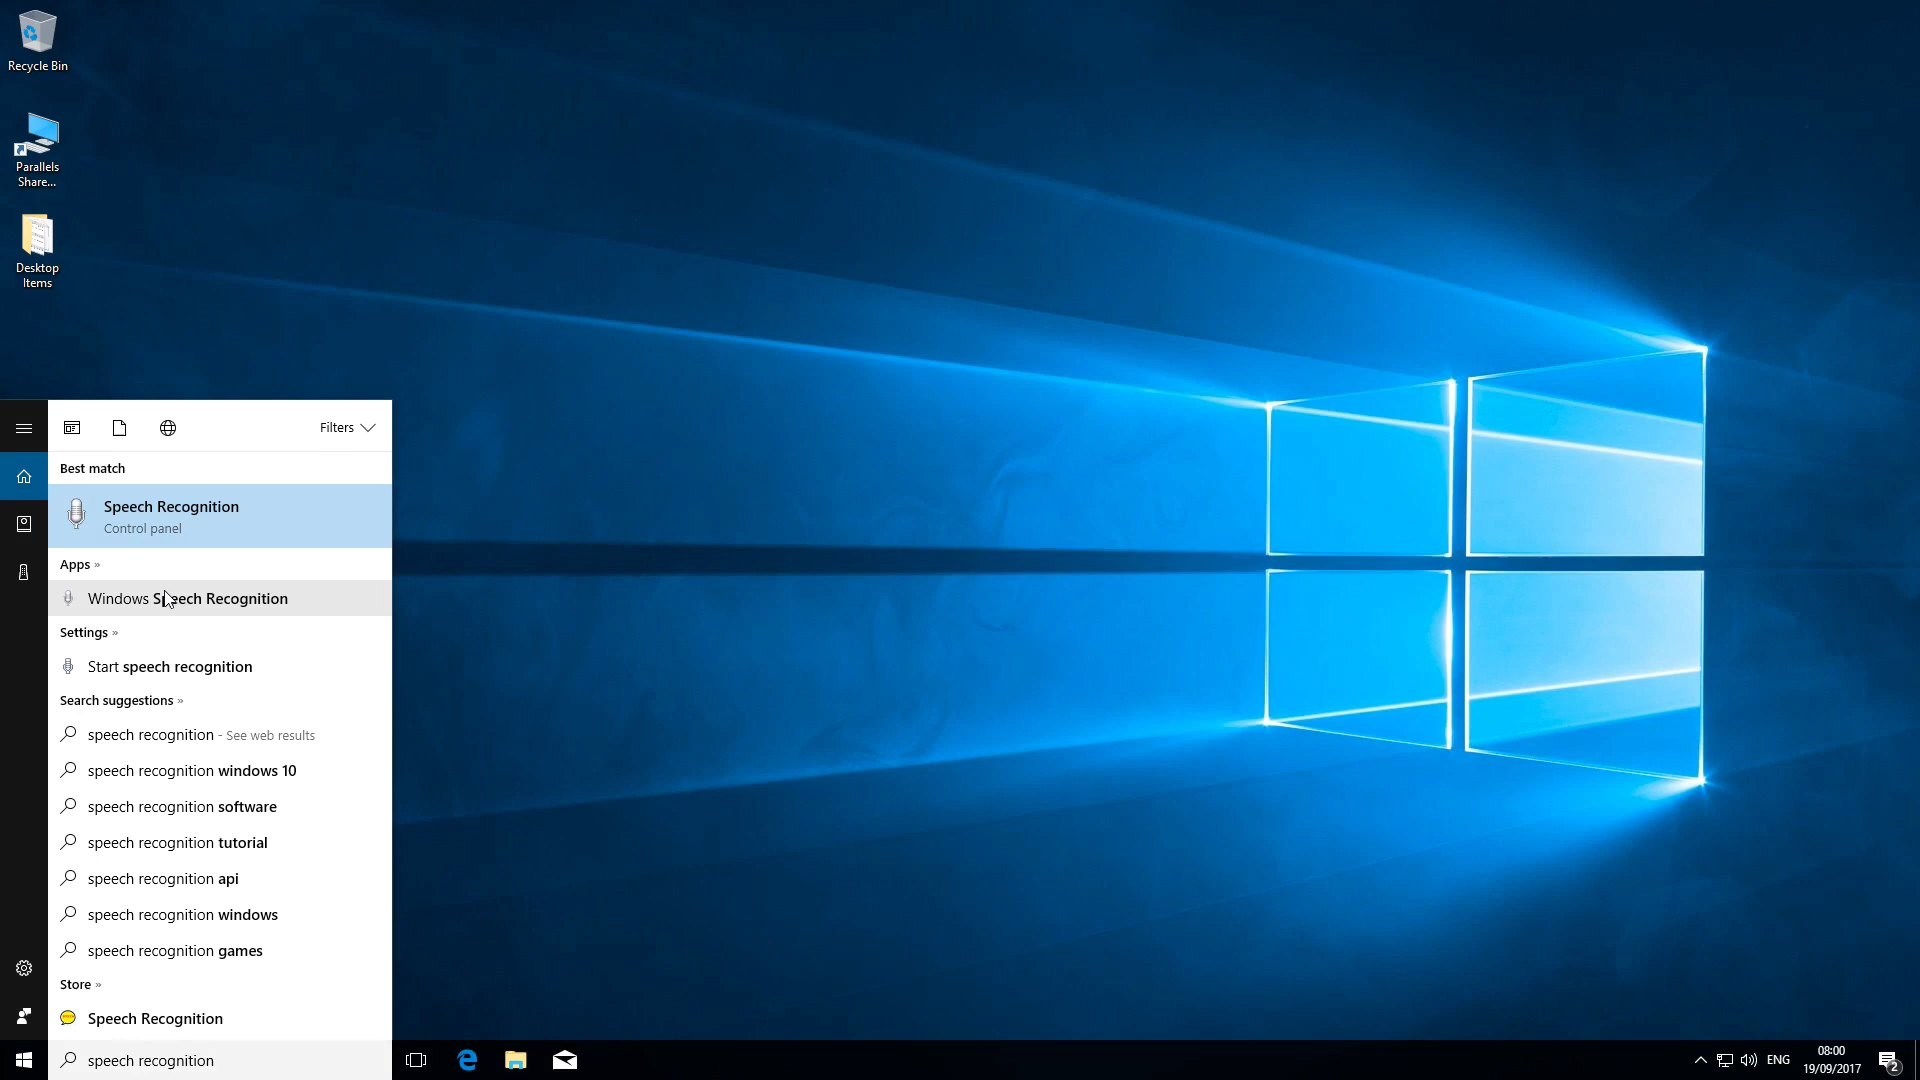 Recycle Bin
Parallels
Share...
Desktop
Items
Filters
Best match
Speech Recognition
Control panel
Apps »
Windows Speech Recognition
Settings »
Start speech recognition
Search suggestions »
speech recognition - See web results
speech recognition windows 10
speech recognition software
speech recognition tutorial
speech recognition api
speech recognition windows
speech recognition games
Store »
Speech Recognition
speech recognition
ENG
08:00
19/09/2017
2